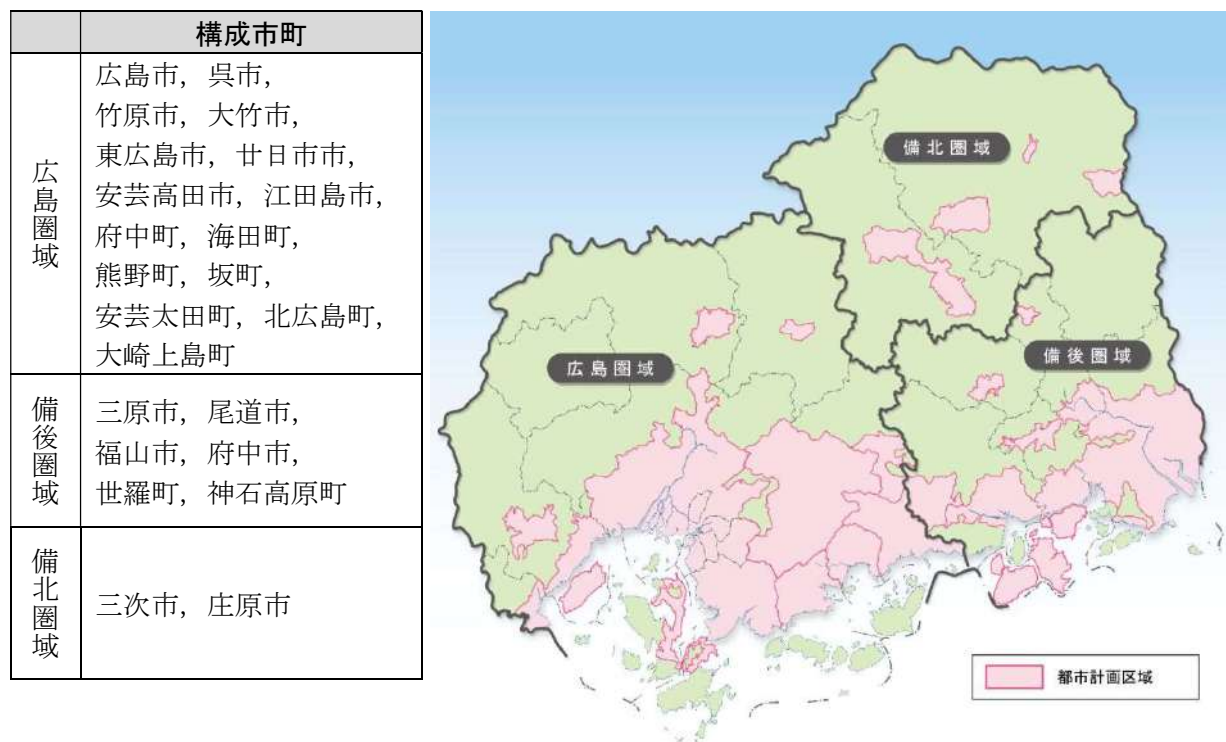 構成市町
広島圏域
広島市，呉市，
竹原市，大竹市，
東広島市，廿日市市，
安芸高田市，江田島市，
府中町，海田町，
熊野町，坂町，
安芸太田町，北広島町，
大崎上島町
備後圏域
三原市，尾道市，
福山市，府中市，
世羅町，神石高原町
備北圏域
三次市，庄原市
備北圏域
広島圏域
備後圏域
都市計画区域